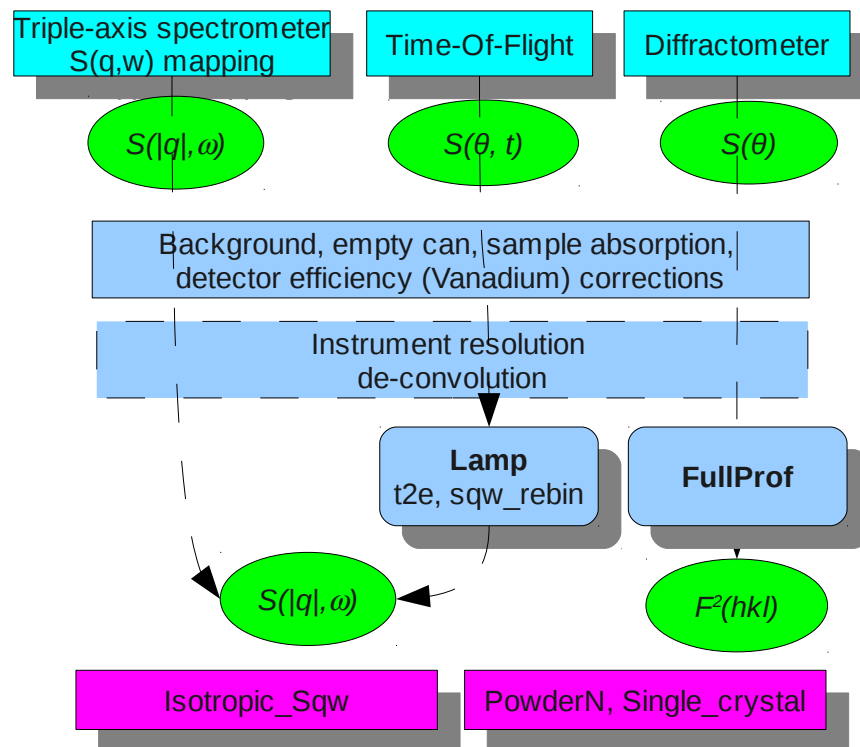 Triple-axis spectrometer
S(q,w) mapping
Time-Of-Flight
Diffractometer
S(|q|,ω)
S(θ, t)
S(θ)
Background, empty can, sample absorption,
detector efficiency (Vanadium) corrections
Instrument resolution
de-convolution
Lamp
t2e, sqw_rebin
FullProf
S(|q|,ω)
F²(hkl)
Isotropic_Sqw
PowderN, Single_crystal